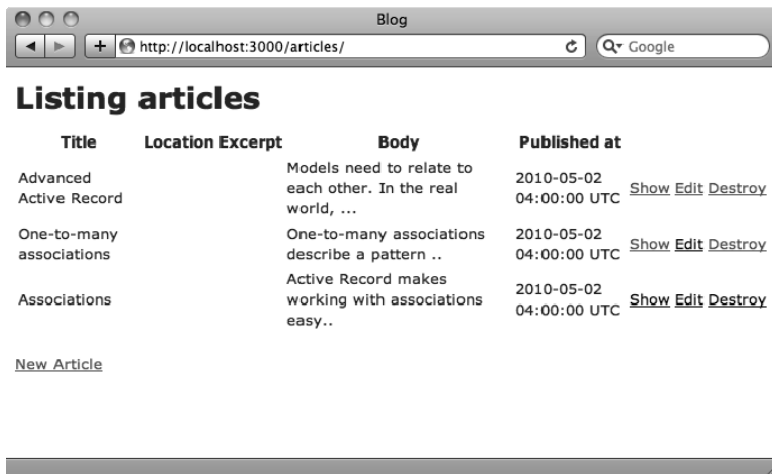 Blog
http://localhost:3000/articles/
Google
Listing articles
Title Location Excerpt Body Published at
Advanced
Active Record
Models need to relate to
each other. In the real
world, ...
2010-05-02
04:00:00 UTC
Show Edit Destroy
One-to-many
associations
One-to-many associations
describe a pattern ..
2010-05-02
04:00:00 UTC
Show Edit Destroy
Associations
Active Record makes
working with associations
easy..
2010-05-02
04:00:00 UTC
Show Edit Destroy
New Article